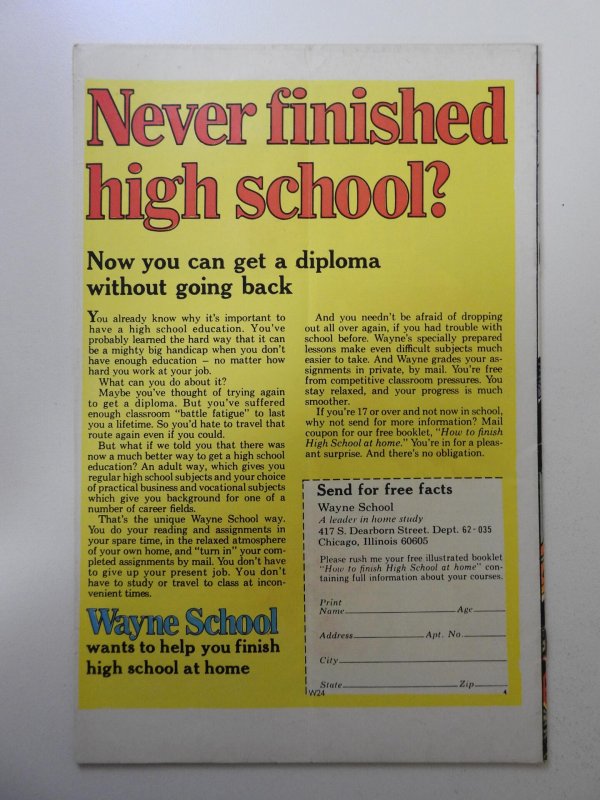 Never finished
high school?
Now you can get a diploma
without going back
You already know why it's important to
have a high school education. You've
probably learned the hard way that it can
be a mighty big handicap when you don't
have enough education – no matter how
hard you work at your job.
What can you do about it?
Maybe you've thought of trying again
to get a diploma. But you've suffered
enough classroom "battle fatigue" to last
you a lifetime. So you'd hate to travel that
route again even if you could.
But what if we told you that there was
now a much better way to get a high school
education? An adult way, which gives you
regular high school subjects and your choice
of practical business and vocational subjects
which give you background for one of a
number of career fields.
That's the unique Wayne School way.
You do your reading and assignments in
your spare time, in the relaxed atmosphere
of your own home, and "turn in" your com-
pleted assignments by mail. You don't have
to give up your present job. You don't
have to study or travel to class at incon-
venient times.
Wayne School
wants to help you finish
high school at home
And you needn't be afraid of dropping
out all over again, if you had trouble with
school before. Wayne's specially prepared
lessons make even difficult subjects much
easier to take. And Wayne grades your as-
signments in private, by mail. You're free
from competitive classroom pressures. You
stay relaxed, and your progress is much
smoother.
If you're 17 or over and not now in school,
why not send for more information? Mail
coupon for our free booklet, "How to finish
High School at home." You're in for a pleas-
ant surprise. And there's no obligation.
Send for free facts
Wayne School
A leader in home study
417 S. Dearborn Street. Dept. 62-035
Chicago, Illinois 60605
Please rush me your free illustrated booklet
"How to finish High School at home" con-
taining full information about your courses.
Print
Name Age
Address Apt. No.
City
State Zip
W24 4